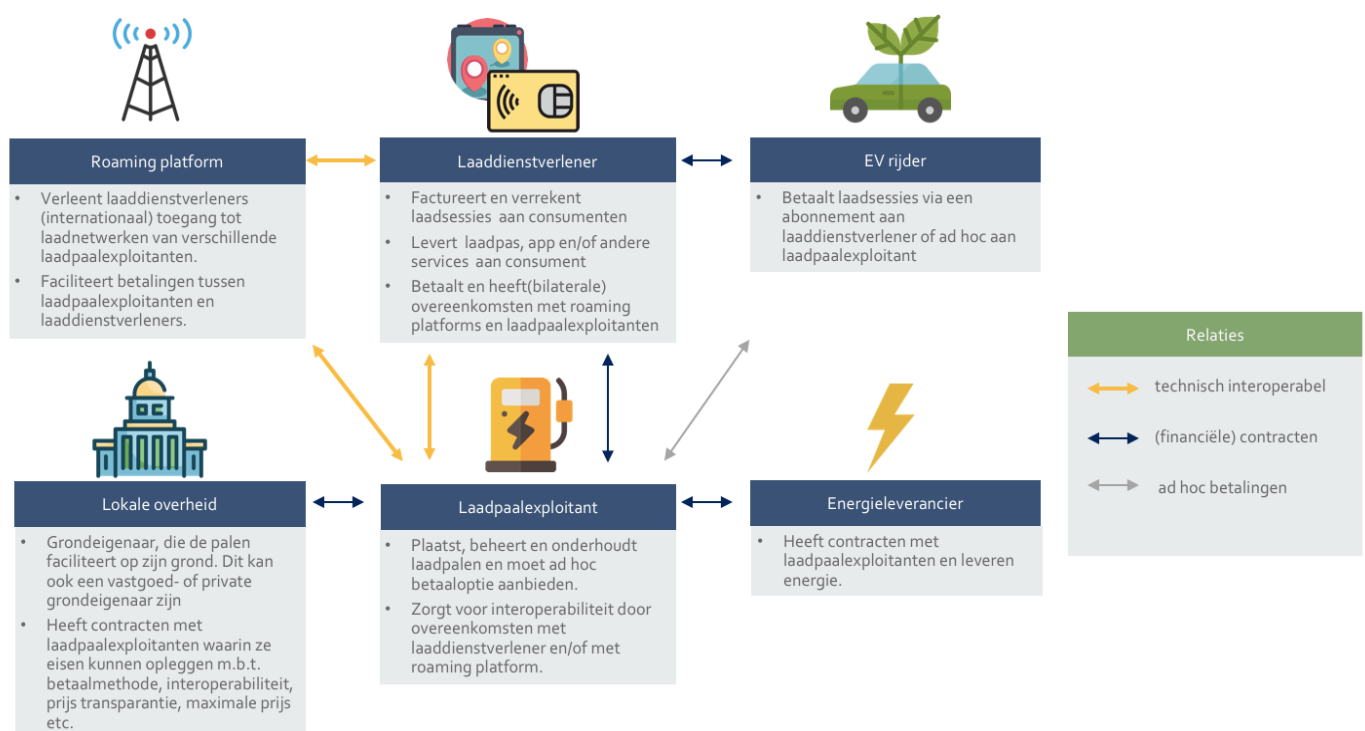 Roaming platform
• Verleent laaddienstverleners
(internationaal) toegang tot
laadnetwerken van verschillende
laadpaalexploitanten.
• Faciliteert betalingen tussen
laadpaalexploitanten en
laaddienstverleners.
Laaddienstverlener
• Factureert en verrekent
laadsessies aan consumenten
• Levert laadpas, app en/of andere
services aan consument
• Betaalt en heeft(bilaterale)
overeenkomsten met roaming
platforms en laadpaalexploitanten
EV rijder
• Betaalt laadsessies via een
abonnement aan
laaddienstverlener of ad hoc aan
laadpaalexploitant
Relaties
technisch interoperabel
(financiële) contracten
ad hoc betalingen
Lokale overheid
• Grondeigenaar, die de palen
faciliteert op zijn grond. Dit kan
ook een vastgoed- of private
grondeigenaar zijn
• Heeft contracten met
laadpaalexploitanten waarin ze
eisen kunnen opleggen m.b.t.
betaalmethode, interoperabiliteit,
prijs transparantie, maximale prijs
etc.
Laadpaalexploitant
• Plaatst, beheert en onderhoudt
laadpalen en moet ad hoc
betaaloptie aanbieden.
• Zorgt voor interoperabiliteit door
overeenkomsten met
laaddienstverlener en/of met
roaming platform.
Energieleverancier
• Heeft contracten met
laadpaalexploitanten en leveren
energie.